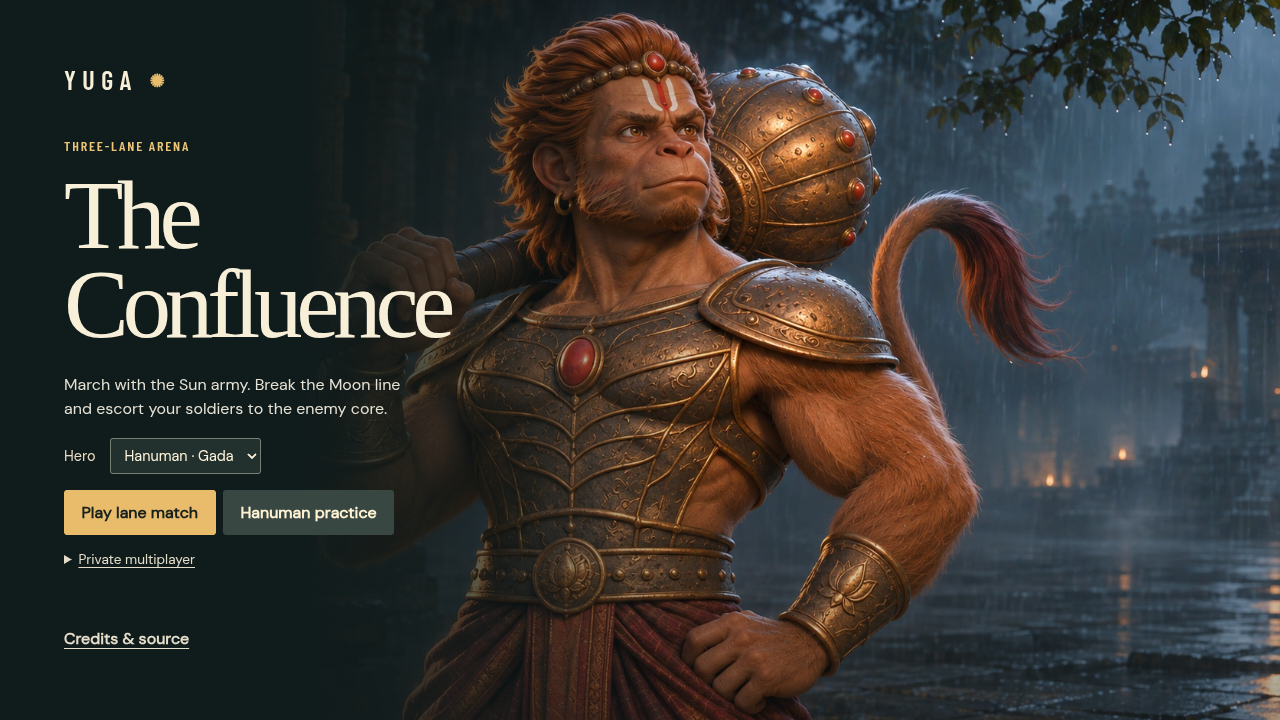 YUGA
THREE-LANE ARENA
The
Confluence
March with the Sun army. Break the Moon line
and escort your soldiers to the enemy core.
Hero Hanuman · Gada
Play lane match Hanuman practice
Private multiplayer
Credits & source